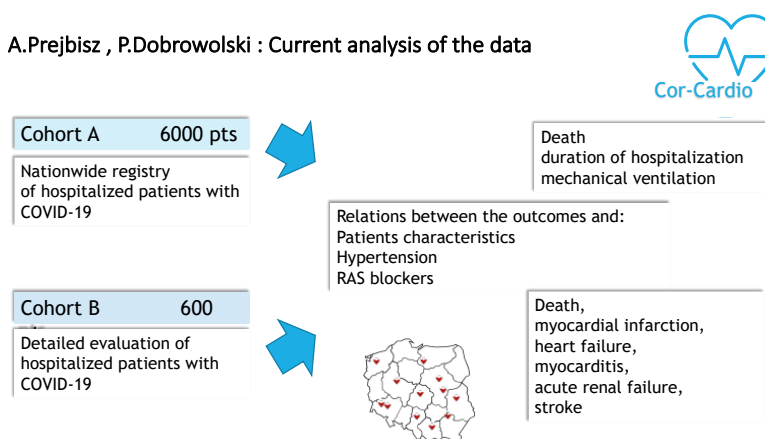 A.Prejbisz , P.Dobrowolski : Current analysis of the data
Cor-Cardio
Cohort A 6000 pts
Nationwide registry
of hospitalized patients with
COVID-19
Death
duration of hospitalization
mechanical ventilation
Relations between the outcomes and:
Patients characteristics
Hypertension
RAS blockers
Cohort B 600
Detailed evaluation of
hospitalized patients with
COVID-19
Death,
myocardial infarction,
heart failure,
myocarditis,
acute renal failure,
stroke